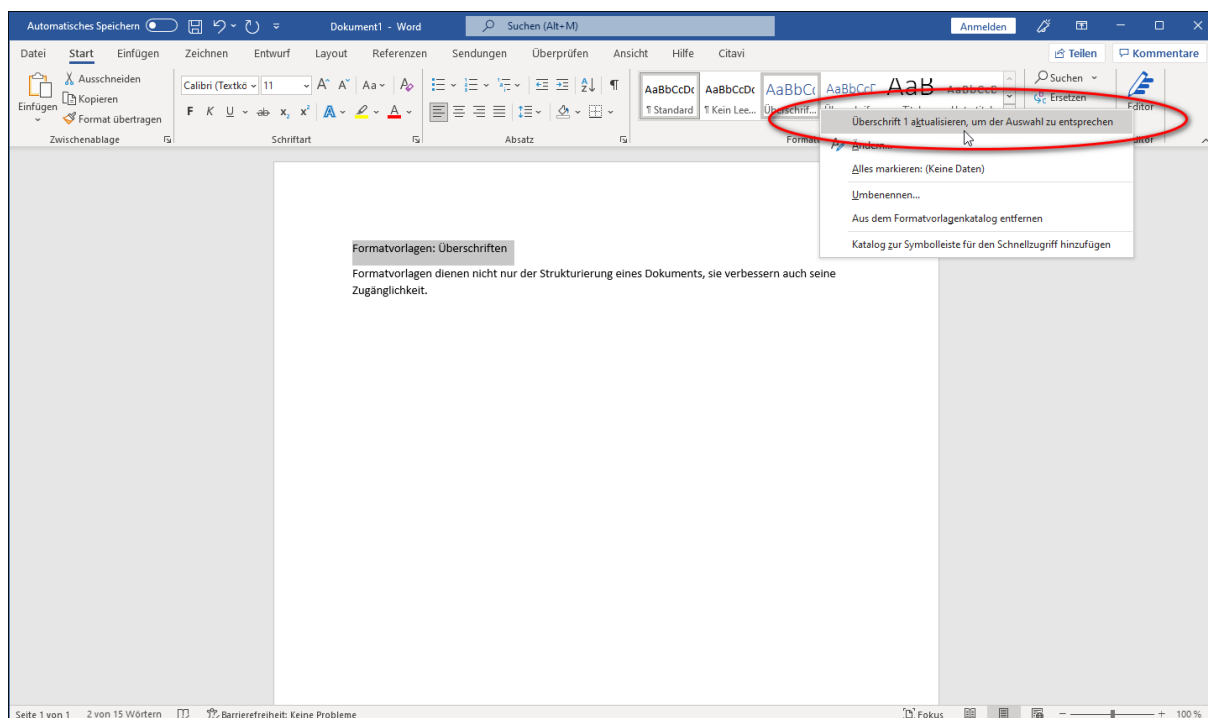 Automatisches Speichern
Dokument1 - Word
Suchen (Alt+M)
Anmelden
Datei Start Einfügen Zeichnen Entwurf Layout Referenzen Sendungen Überprüfen Ansicht Hilfe Citavi Teilen Kommentare
Einfügen
Ausschneiden
Kopieren
Format übertragen
Zwischenablage
Calibri (Textkö 11
F K U ab x₂ x²
Schriftart
Absatz
AaBbCcDc AaBbCcDc AaBbC AaBbCcD AaB AaBbCcD
¶ Standard ¶ Kein Lee... Überschrif...
Suchen
Ersetzen
Editor
Überschrift 1 aktualisieren, um der Auswahl zu entsprechen
Ändern...
Alles markieren: (Keine Daten)
Umbenennen...
Aus dem Formatvorlagenkatalog entfernen
Katalog zur Symbolleiste für den Schnellzugriff hinzufügen
Formatvorlagen: Überschriften
Formatvorlagen dienen nicht nur der Strukturierung eines Dokuments, sie verbessern auch seine
Zugänglichkeit.
Seite 1 von 1 2 von 15 Wörtern Barrierefreiheit: Keine Probleme Fokus 100 %